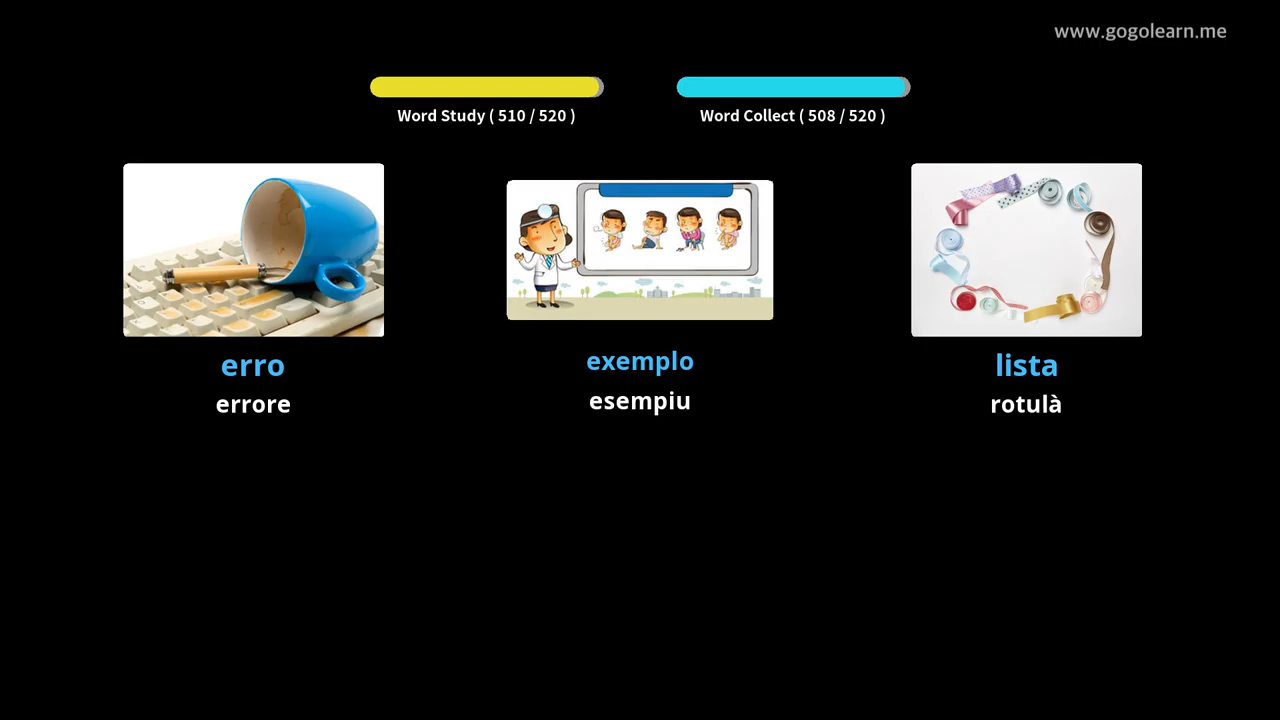 www.gogolearn.me
Word Study ( 510 / 520 )
Word Collect ( 508 / 520 )
erro
errore
exemplo
esempiu
lista
rotulà